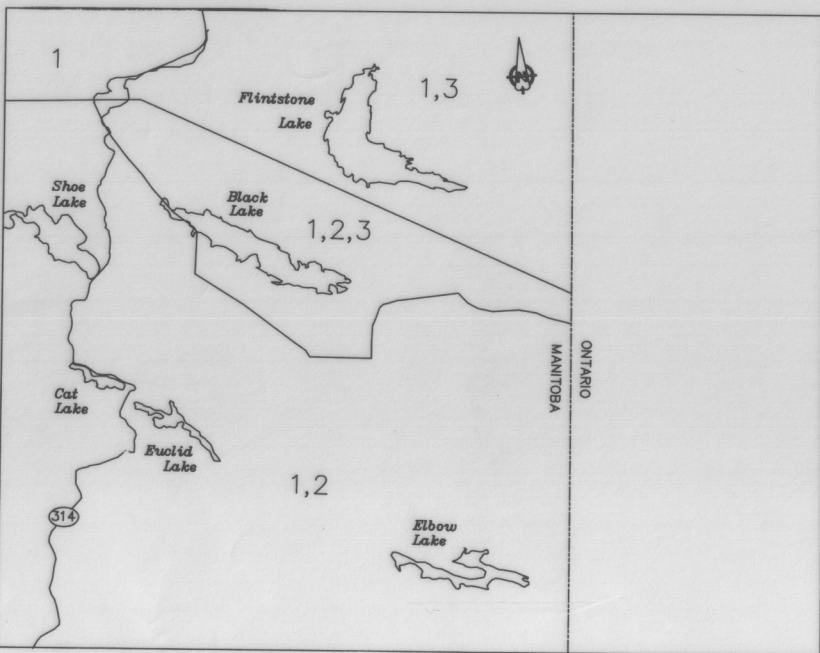 1
1,3
Flintstone
Lake
Shoe
Lake
Black
Lake
1,2,3
ONTARIO
MANITOBA
Cat
Lake
Euclid
Lake
1,2
314
Elbow
Lake
N